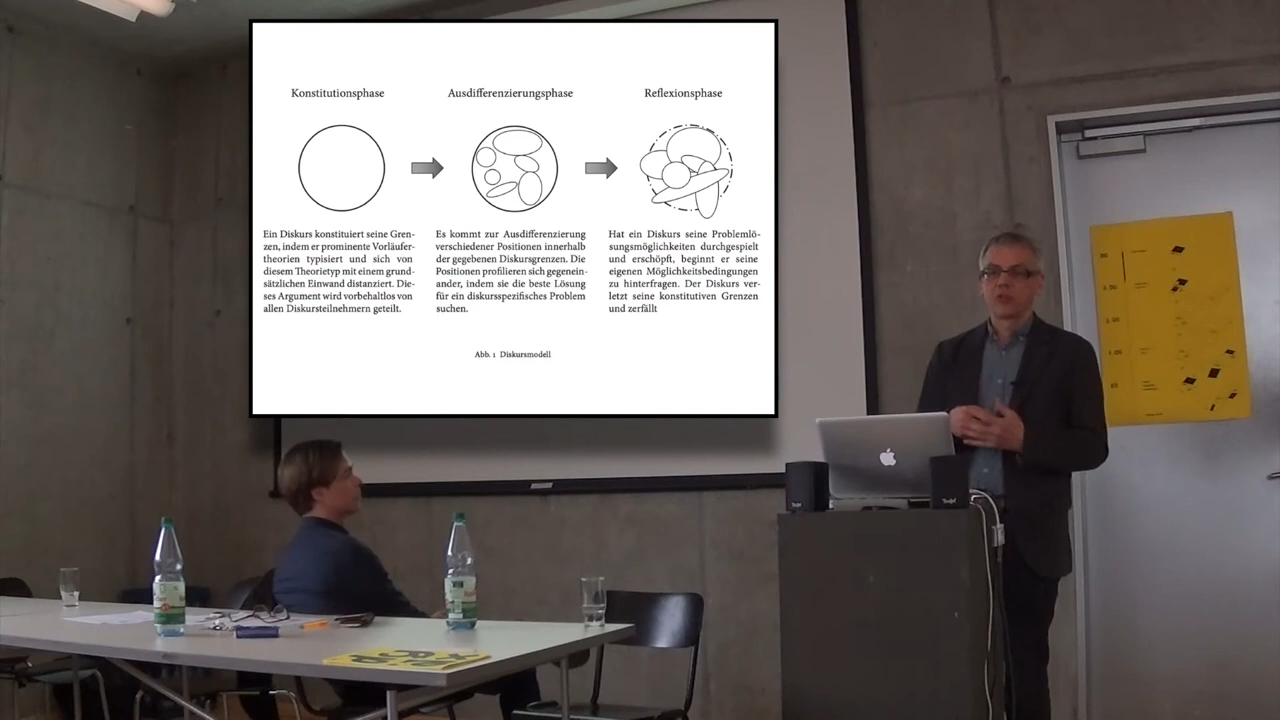 Konstitutionsphase
Ausdifferenzierungsphase
Reflexionsphase
Ein Diskurs konstituiert seine Gren-
zen, indem er prominente Vorläufer-
theorien typisiert und sich von
diesem Theorietyp mit einem grund-
sätzlichen Einwand distanziert. Die-
ses Argument wird vorbehaltlos von
allen Diskursteilnehmern geteilt.
Es kommt zur Ausdifferenzierung
verschiedener Positionen innerhalb
der gegebenen Diskursgrenzen. Die
Positionen profilieren sich gegenein-
ander, indem sie die beste Lösung
für ein diskursspezifisches Problem
suchen.
Hat ein Diskurs seine Problemlö-
sungsmöglichkeiten durchgespielt
und erschöpft, beginnt er seine
eigenen Möglichkeitsbedingungen
zu hinterfragen. Der Diskurs ver-
letzt seine konstitutiven Grenzen
und zerfällt
Abb. 1 Diskursmodell
Teufel